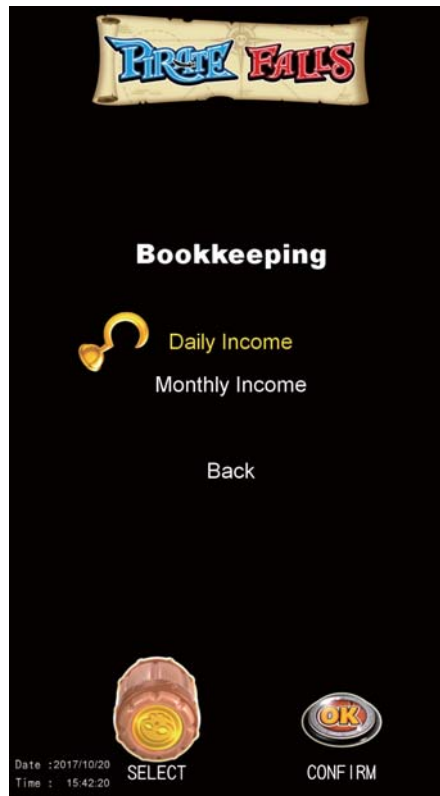 PIRATE FALLS
Bookkeeping
Daily Income
Monthly Income
Back
OK
Date :2017/10/20
Time : 15:42:20
SELECT
CONFIRM